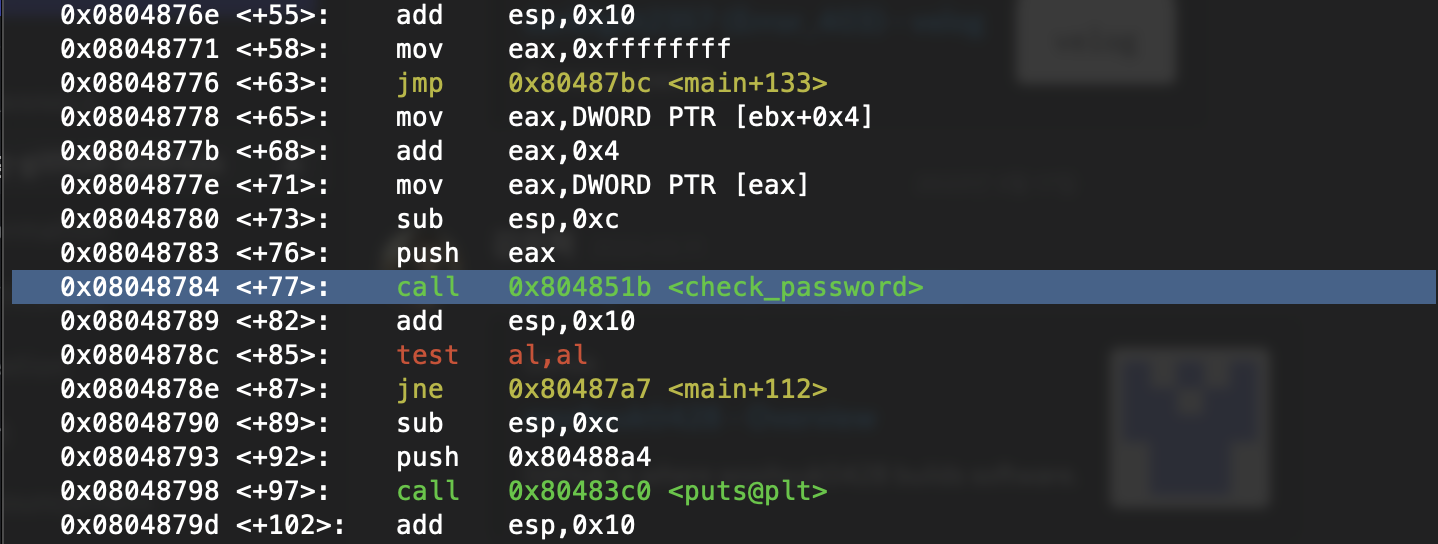 0x0804876e <+55>: add esp,0x10
0x08048771 <+58>: mov eax,0xffffffff
0x08048776 <+63>: jmp 0x80487bc <main+133>
0x08048778 <+65>: mov eax,DWORD PTR [ebx+0x4]
0x0804877b <+68>: add eax,0x4
0x0804877e <+71>: mov eax,DWORD PTR [eax]
0x08048780 <+73>: sub esp,0xc
0x08048783 <+76>: push eax
0x08048784 <+77>: call 0x804851b <check_password>
0x08048789 <+82>: add esp,0x10
0x0804878c <+85>: test al,al
0x0804878e <+87>: jne 0x80487a7 <main+112>
0x08048790 <+89>: sub esp,0xc
0x08048793 <+92>: push 0x80488a4
0x08048798 <+97>: call 0x80483c0 <puts@plt>
0x0804879d <+102>: add esp,0x10